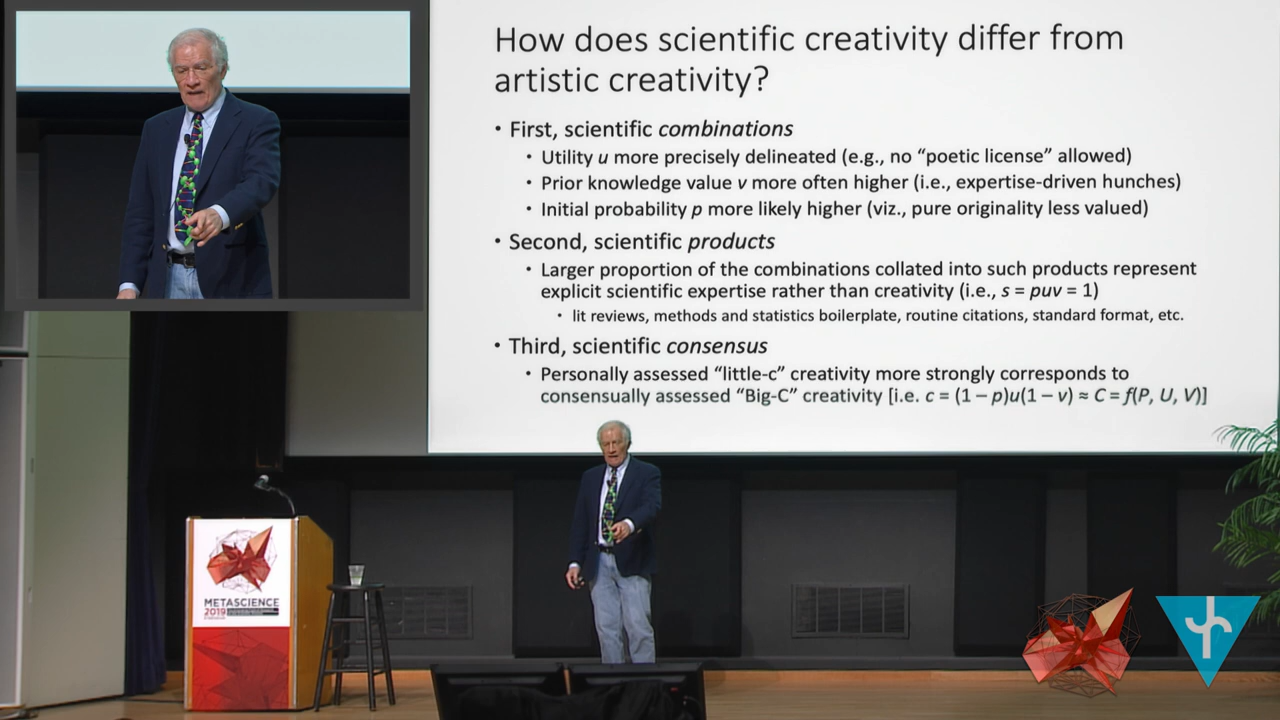 How does scientific creativity differ from
artistic creativity?
• First, scientific combinations
• Utility u more precisely delineated (e.g., no “poetic license” allowed)
• Prior knowledge value v more often higher (i.e., expertise-driven hunches)
• Initial probability p more likely higher (viz., pure originality less valued)
• Second, scientific products
• Larger proportion of the combinations collated into such products represent
explicit scientific expertise rather than creativity (i.e., s = puv = 1)
• lit reviews, methods and statistics boilerplate, routine citations, standard format, etc.
• Third, scientific consensus
• Personally assessed “little-c” creativity more strongly corresponds to
consensually assessed “Big-C” creativity [i.e. c = (1 – p)u(1 – v) ≈ C = f(P, U, V)]
METASCIENCE
2019